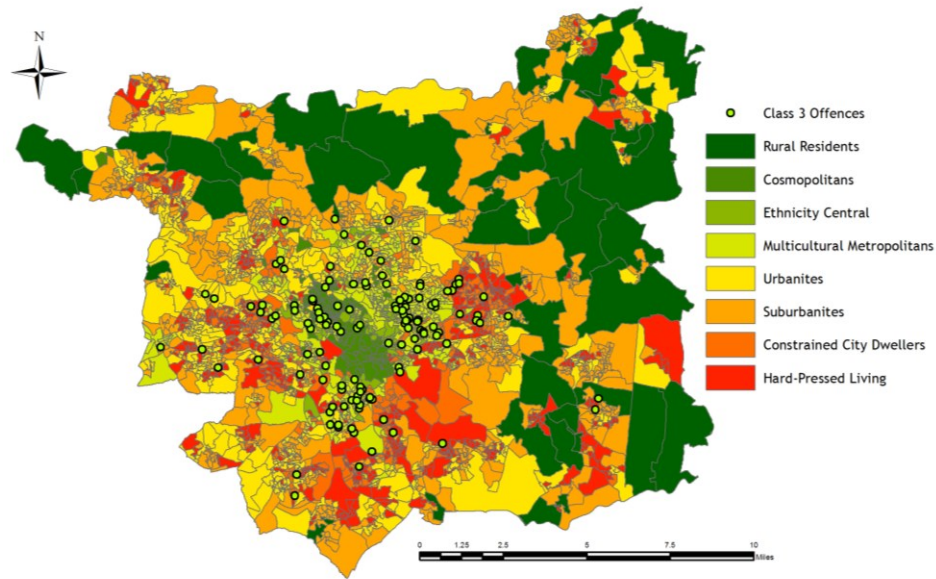 N
Class 3 Offences
Rural Residents
Cosmopolitans
Ethnicity Central
Multicultural Metropolitans
Urbanites
Suburbanites
Constrained City Dwellers
Hard-Pressed Living
0 1.25 2.5 5 7.5 10
Miles